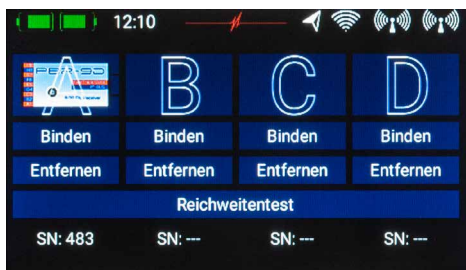 12:10
A B C D
Binden Binden Binden Binden
Entfernen Entfernen Entfernen Entfernen
Reichweitentest
SN: 483 SN: --- SN: --- SN: ---